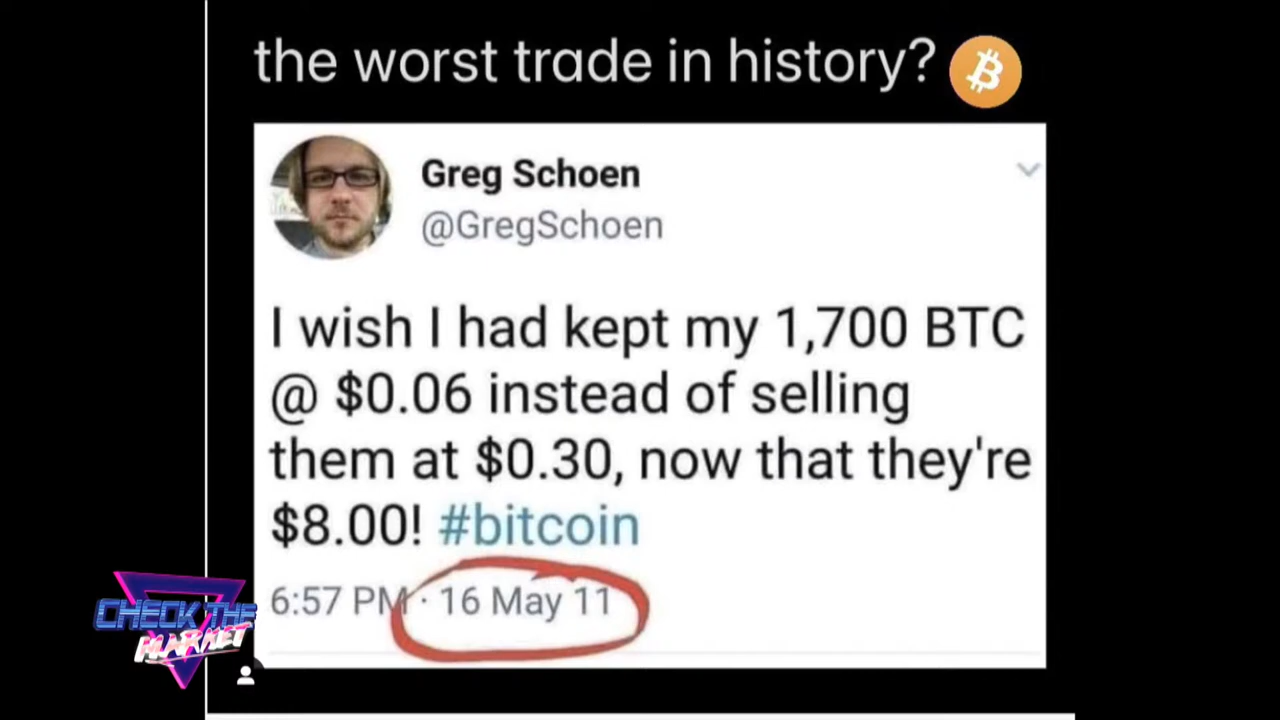 the worst trade in history?
Greg Schoen
@GregSchoen
I wish I had kept my 1,700 BTC
@ $0.06 instead of selling
them at $0.30, now that they're
$8.00! #bitcoin
6:57 PM · 16 May 11
CHECK THE
MARKET